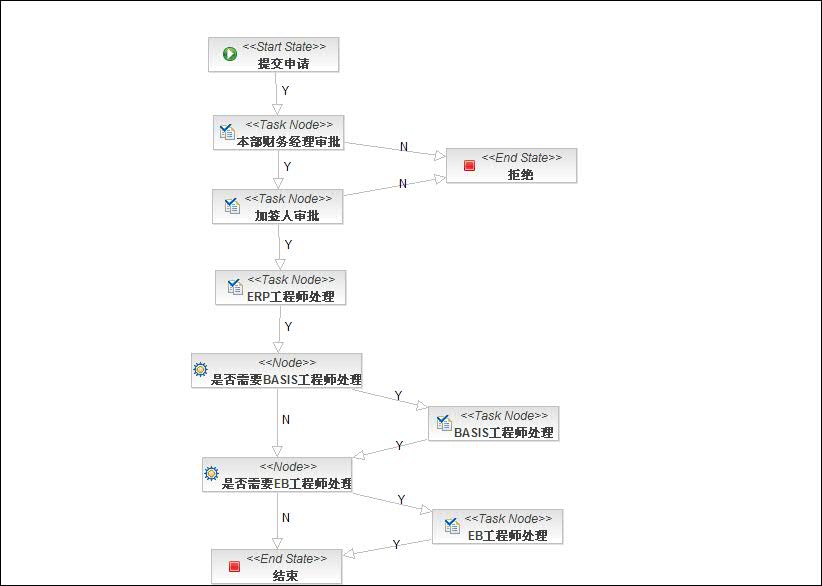 <<Start State>>
提交申请
Y
<<Task Node>>
本部财务经理审批
N
<<End State>>
拒绝
Y
N
<<Task Node>>
加签人审批
Y
<<Task Node>>
ERP工程师处理
Y
<<Node>>
是否需要BASIS工程师处理
Y
N
<<Task Node>>
BASIS工程师处理
Y
<<Node>>
是否需要EB工程师处理
Y
N
<<Task Node>>
EB工程师处理
Y
<<End State>>
结束